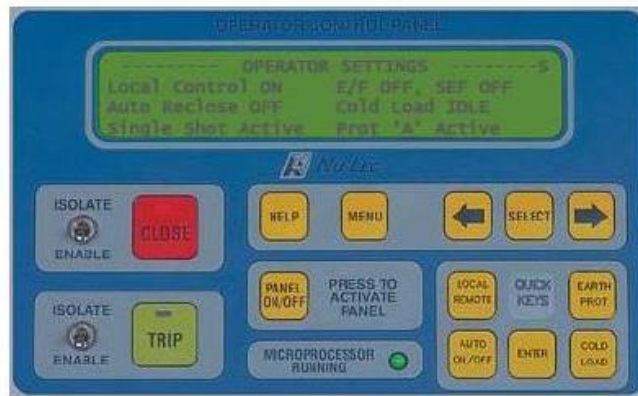 OPERATOR CONTROL PANEL
---------- OPERATOR SETTINGS --------S
Local Control ON E/F OFF, SEF OFF
Auto Reclose OFF Cold Load IDLE
Single Shot Active Prot 'A' Active
Nu-Lec
ISOLATE
ENABLE
CLOSE
HELP
MENU
SELECT
ISOLATE
ENABLE
TRIP
PANEL
ON/OFF
PRESS TO
ACTIVATE
PANEL
MICROPROCESSOR
RUNNING
LOCAL
REMOTE
QUICK
KEYS
EARTH
PROT
AUTO
ON/OFF
ENTER
COLD
LOAD